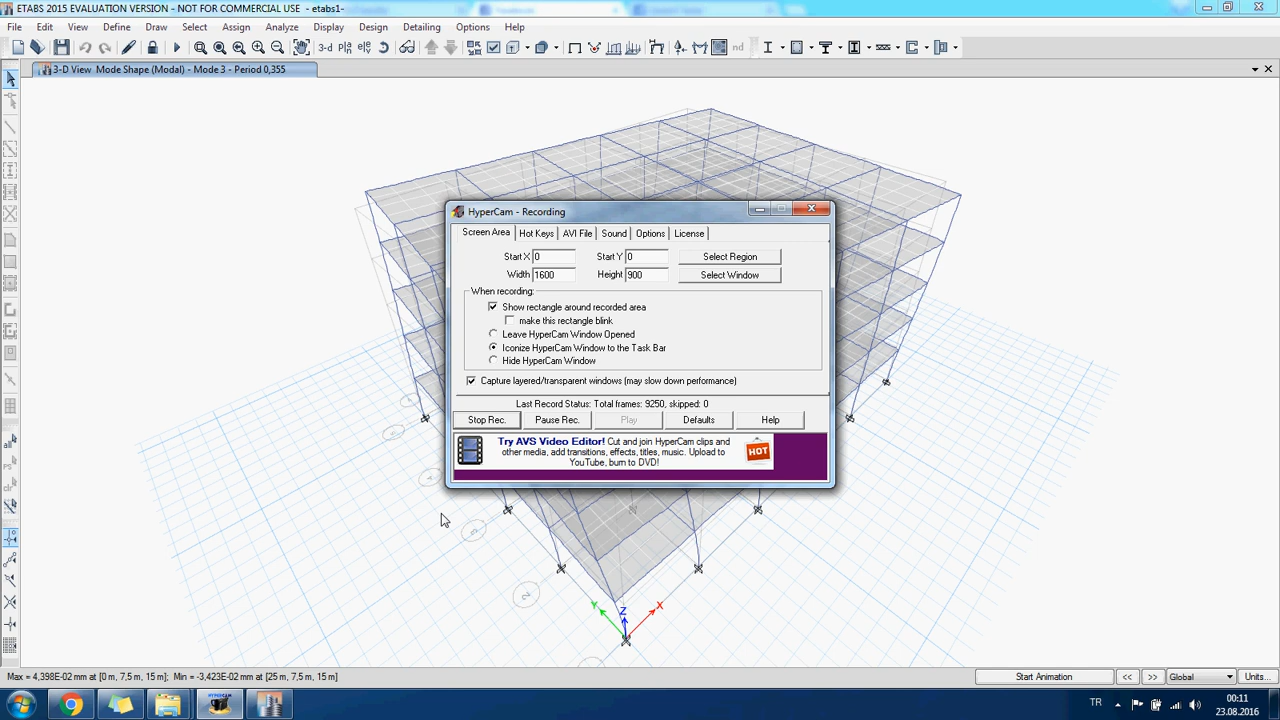 ETABS 2015 EVALUATION VERSION - NOT FOR COMMERCIAL USE - etabs1-
File Edit View Define Draw Select Assign Analyze Display Design Detailing Options Help
3-d nd
3-D View Mode Shape (Modal) - Mode 3 - Period 0,355
HyperCam - Recording
Screen Area Hot Keys AVI File Sound Options License
Start X 0 Start Y 0 Select Region
Width 1600 Height 900 Select Window
When recording:
Show rectangle around recorded area
make this rectangle blink
Leave HyperCam Window Opened
Iconize HyperCam Window to the Task Bar
Hide HyperCam Window
Capture layered/transparent windows (may slow down performance)
Last Record Status: Total frames: 9250, skipped: 0
Stop Rec. Pause Rec. Play Defaults Help
Try AVS Video Editor! Cut and join HyperCam clips and
other media, add transitions, effects, titles, music. Upload to
YouTube, burn to DVD!
HOT
Y Z X
Max = 4,398E-02 mm at [0 m, 7.5 m, 15 m]; Min = -3,423E-02 mm at [25 m, 7,5 m, 15 m]
Start Animation << >> Global Units...
HYPERCAM
TR 00:11
23.08.2016